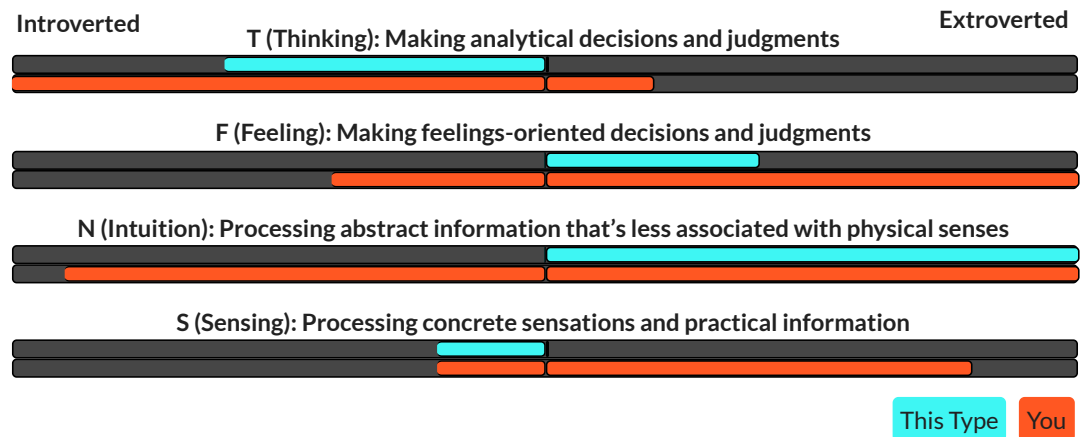 Introverted
Extroverted
T (Thinking): Making analytical decisions and judgments
F (Feeling): Making feelings-oriented decisions and judgments
N (Intuition): Processing abstract information that’s less associated with physical senses
S (Sensing): Processing concrete sensations and practical information
This Type
You